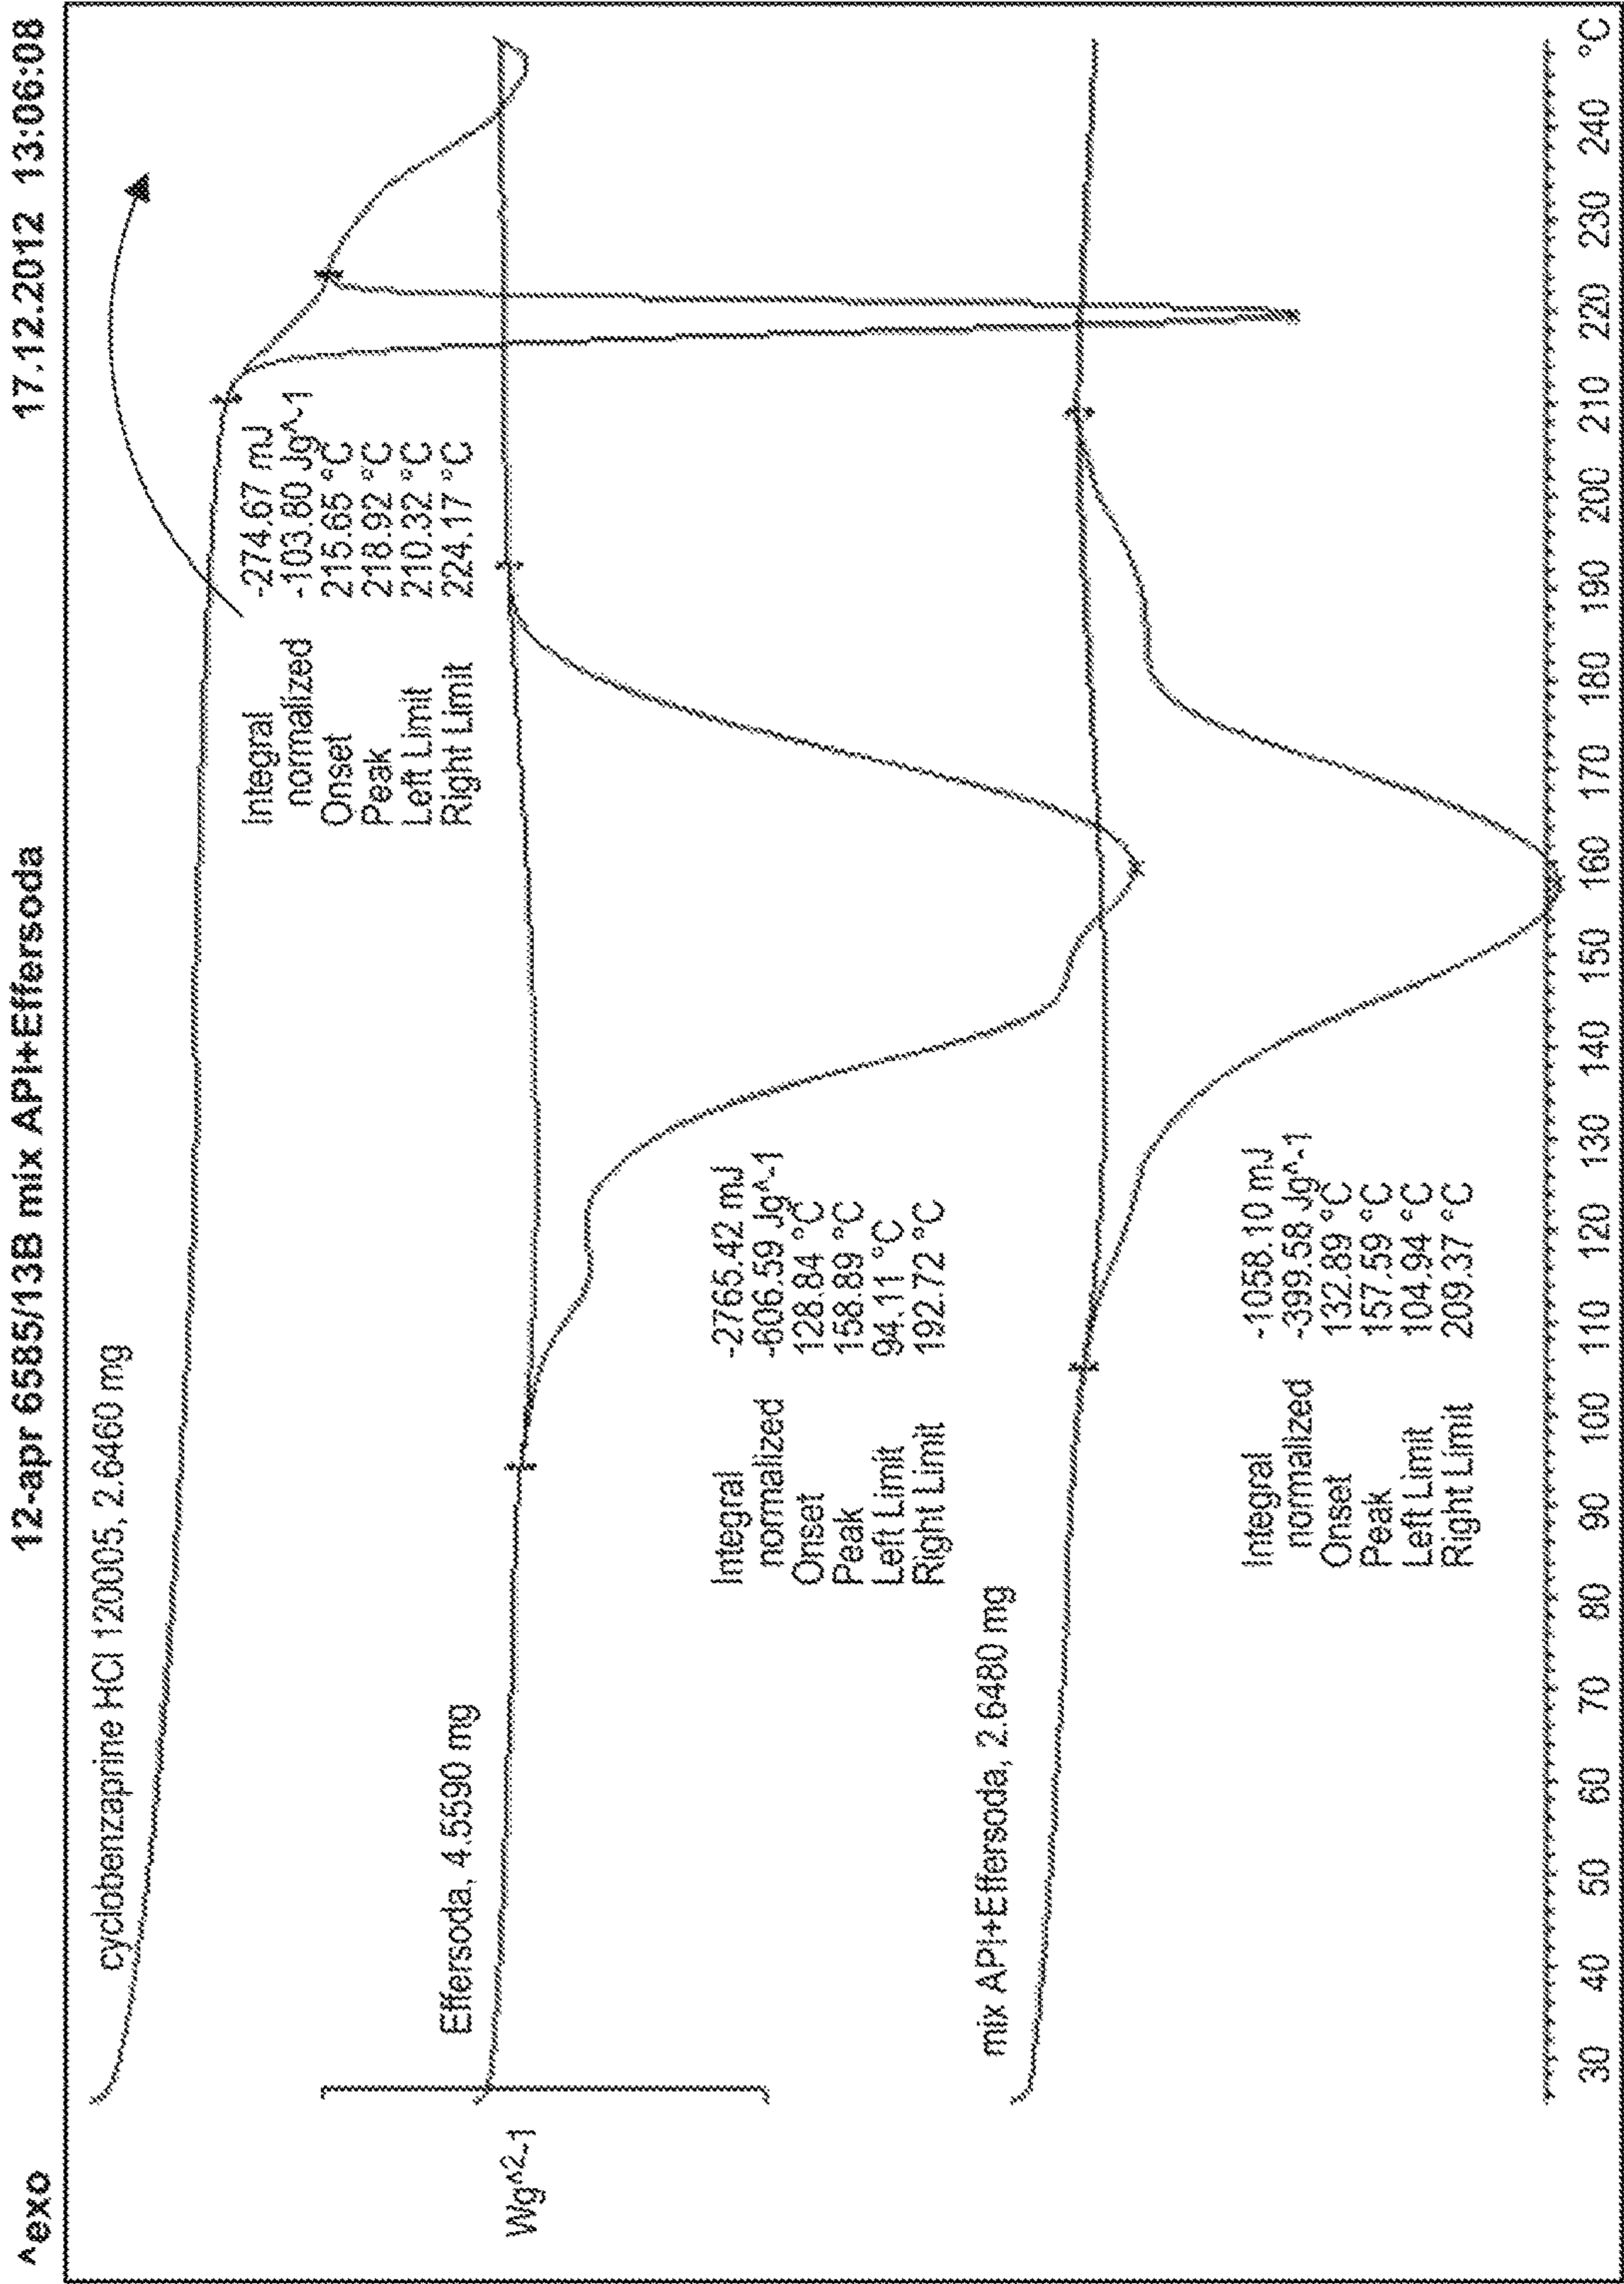 ^exo
12-apr 6585/13B mix API+Effersoda
17.12.2012 13:06:08
cyclobenzaprine HCl 12005, 2.6460 mg
Integral -274.67 mJ
normalized -103.80 Jg^-1
Onset 215.65 °C
Peak 218.92 °C
Left Limit 210.32 °C
Right Limit 224.17 °C
Effersoda, 4.5590 mg
Wg^2-1
Integral -2765.42 mJ
normalized -606.59 Jg^-1
Onset 128.84 °C
Peak 158.89 °C
Left Limit 94.11 °C
Right Limit 192.72 °C
mix API+Effersoda, 2.6480 mg
Integral -1058.10 mJ
normalized -399.58 Jg^-1
Onset 132.89 °C
Peak 157.59 °C
Left Limit 104.94 °C
Right Limit 209.37 °C
30 40 50 60 70 80 90 100 110 120 130 140 150 160 170 180 190 200 210 220 230 240 °C